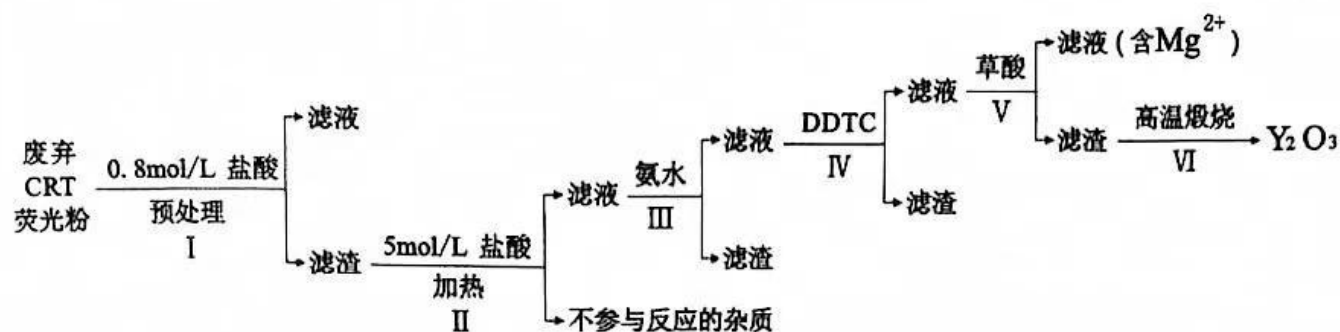 废弃
CRT
荧光粉
0.8mol/L 盐酸
预处理
Ⅰ
滤液
滤渣
5mol/L 盐酸
加热
Ⅱ
滤液
不参与反应的杂质
氨水
Ⅲ
滤液
滤渣
DDTC
Ⅳ
滤液
滤渣
草酸
Ⅴ
滤液(含Mg²⁺)
滤渣
高温煅烧
Ⅵ
Y₂O₃